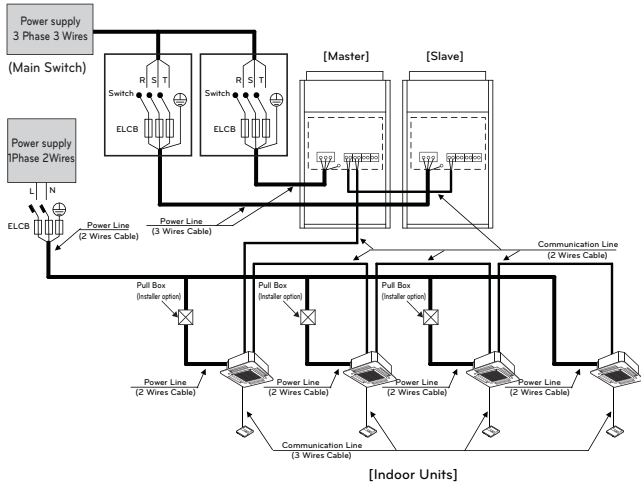 Power supply
3 Phase 3 Wires
(Main Switch)
[Master]
[Slave]
R S T
Switch
ELCB
R S T
Switch
ELCB
Power supply
1Phase 2Wires
L N
ELCB
Power Line
(2 Wires Cable)
Power Line
(3 Wires Cable)
Communication Line
(2 Wires Cable)
Pull Box
(Installer option)
Pull Box
(Installer option)
Pull Box
(Installer option)
Power Line
(2 Wires Cable)
Power Line
(2 Wires Cable)
Power Line
(2 Wires Cable)
Power Line
(2 Wires Cable)
Communication Line
(3 Wires Cable)
[Indoor Units]